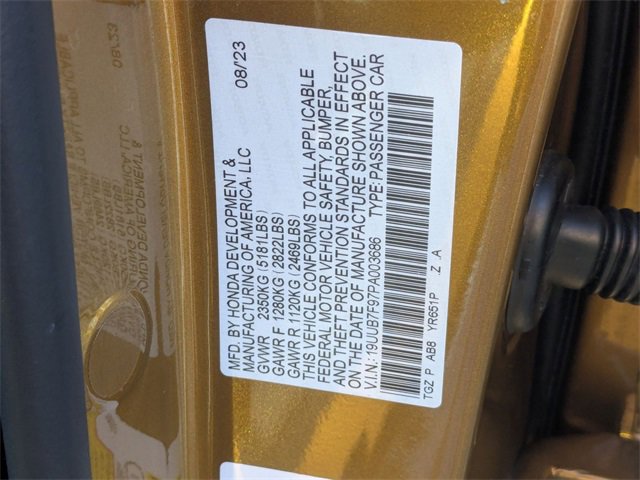 MFD. BY HONDA DEVELOPMENT & 08/23
MANUFACTURING OF AMERICA, LLC
GVWR 2350KG (5181LBS)
GAWR F 1280KG (2822LBS)
GAWR R 1120KG (2469LBS)
THIS VEHICLE CONFORMS TO ALL APPLICABLE
FEDERAL MOTOR VEHICLE SAFETY, BUMPER,
AND THEFT PREVENTION STANDARDS IN EFFECT
ON THE DATE OF MANUFACTURE SHOWN ABOVE.
V.I.N.: 19UUB7F97PA003686 TYPE: PASSENGER CAR
TGZ P AB8 YR651P Z .A